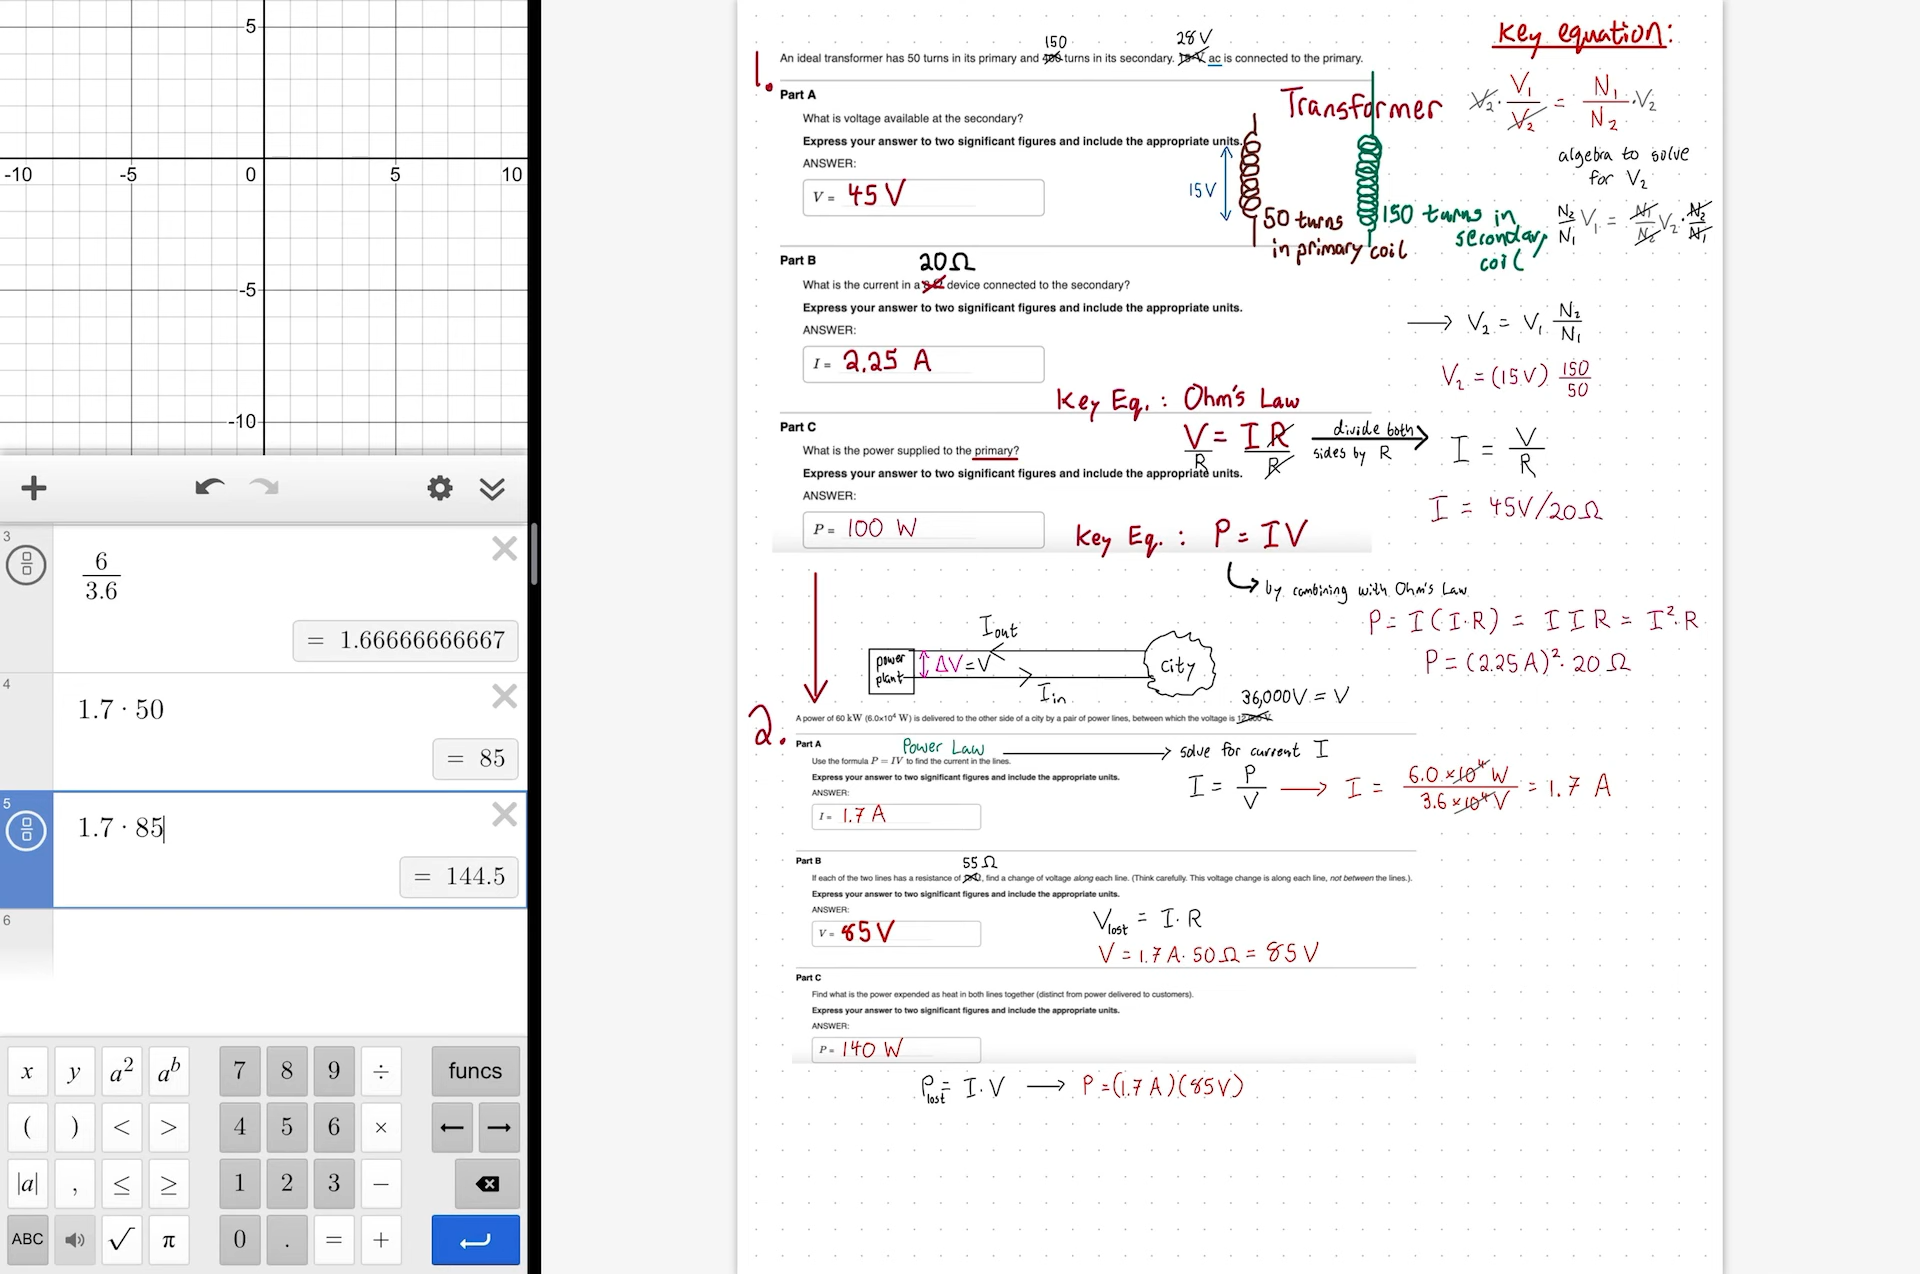 5
-10
-5
0
5
10
-5
-10
3
6
3.6
= 1.66666666667
4
1.7 · 50
= 85
5
1.7 · 85
= 144.5
6
x y a² aᵇ 7 8 9 ÷ funcs
( ) < > 4 5 6 × ← →
|a| , ≤ ≥ 1 2 3 −
ABC √ π 0 . = +
1.
150 28 V
An ideal transformer has 50 turns in its primary and turns in its secondary. ac is connected to the primary.
Part A
What is voltage available at the secondary?
Express your answer to two significant figures and include the appropriate units.
ANSWER:
V = 45 V
Transformer
15 V
50 turns
in primary coil
150 turns in
secondary
coil
Key equation:
V₂ · V₁/V₂ = N₁/N₂ · V₂
algebra to solve
for V₂
N₂/N₁ V₁ = N₁/N₂ V₂ · N₂/N₁
→ V₂ = V₁ N₂/N₁
V₂ = (15V) 150/50
Part B
20Ω
What is the current in a device connected to the secondary?
Express your answer to two significant figures and include the appropriate units.
ANSWER:
I = 2.25 A
Key Eq. : Ohm's Law
V/R = IR/R
divide both
sides by R
I = V/R
I = 45V/20Ω
Part C
What is the power supplied to the primary?
Express your answer to two significant figures and include the appropriate units.
ANSWER:
P = 100 W
Key Eq. : P = IV
by combining with Ohm's Law
P = I(I·R) = I I R = I²·R
P = (2.25A)²· 20 Ω
Iout
power
plant
ΔV = V
Iin
city
36,000V = V
2.
A power of 60 kW (6.0×10⁴ W) is delivered to the other side of a city by a pair of power lines, between which the voltage is 12,000 V.
Part A
Power Law → solve for current I
Use the formula P = IV to find the current in the lines.
Express your answer to two significant figures and include the appropriate units.
ANSWER:
I = 1.7 A
I = P/V → I = 6.0 × 10⁴ W / 3.6 × 10⁴ V = 1.7 A
Part B
55 Ω
If each of the two lines has a resistance of , find a change of voltage along each line. (Think carefully. This voltage change is along each line, not between the lines.).
Express your answer to two significant figures and include the appropriate units.
ANSWER:
V = 85 V
Vlost = I · R
V = 1.7 A · 50 Ω = 85 V
Part C
Find what is the power expended as heat in both lines together (distinct from power delivered to customers).
Express your answer to two significant figures and include the appropriate units.
ANSWER:
P = 140 W
Plost = I · V → P = (1.7 A)(85V)